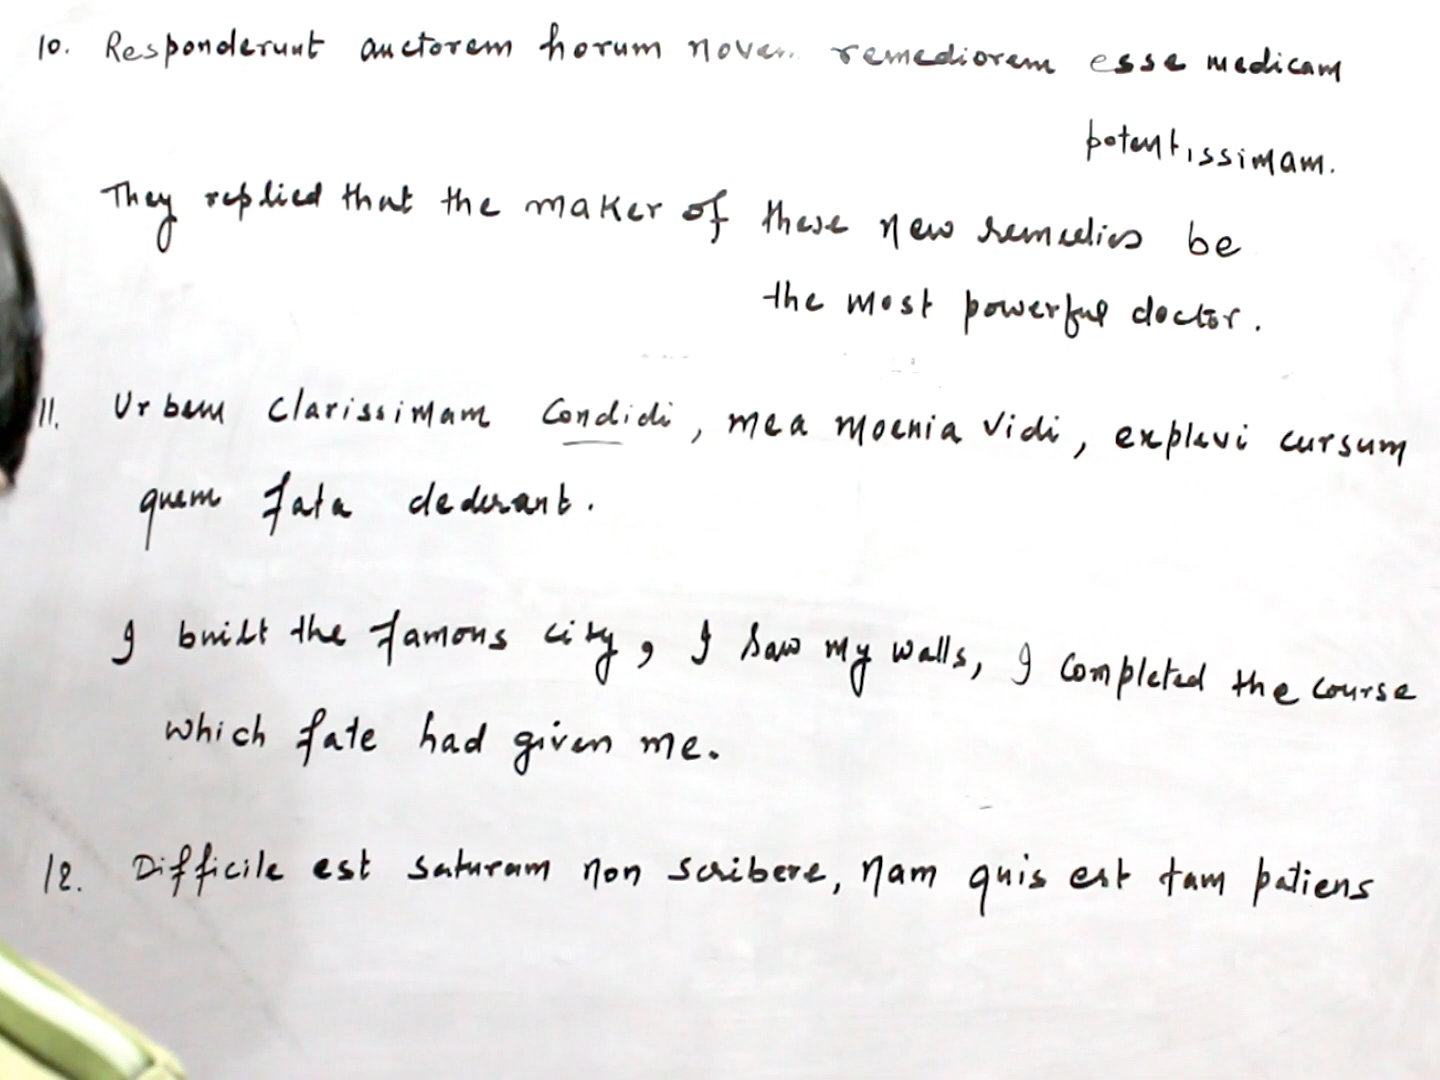 10. Responderunt auctorem horum remediorem esse medicam
potentissimam.
They replied that the maker of these new remedies be
the most powerful doctor.
11. Urbem clarissimam condidi, mea moenia vidi, explevi cursum
quem fata dederant.
I built the famous city, I saw my walls, I completed the course
which fate had given me.
12. Difficile est saturam non scribere, nam quis est tam patiens